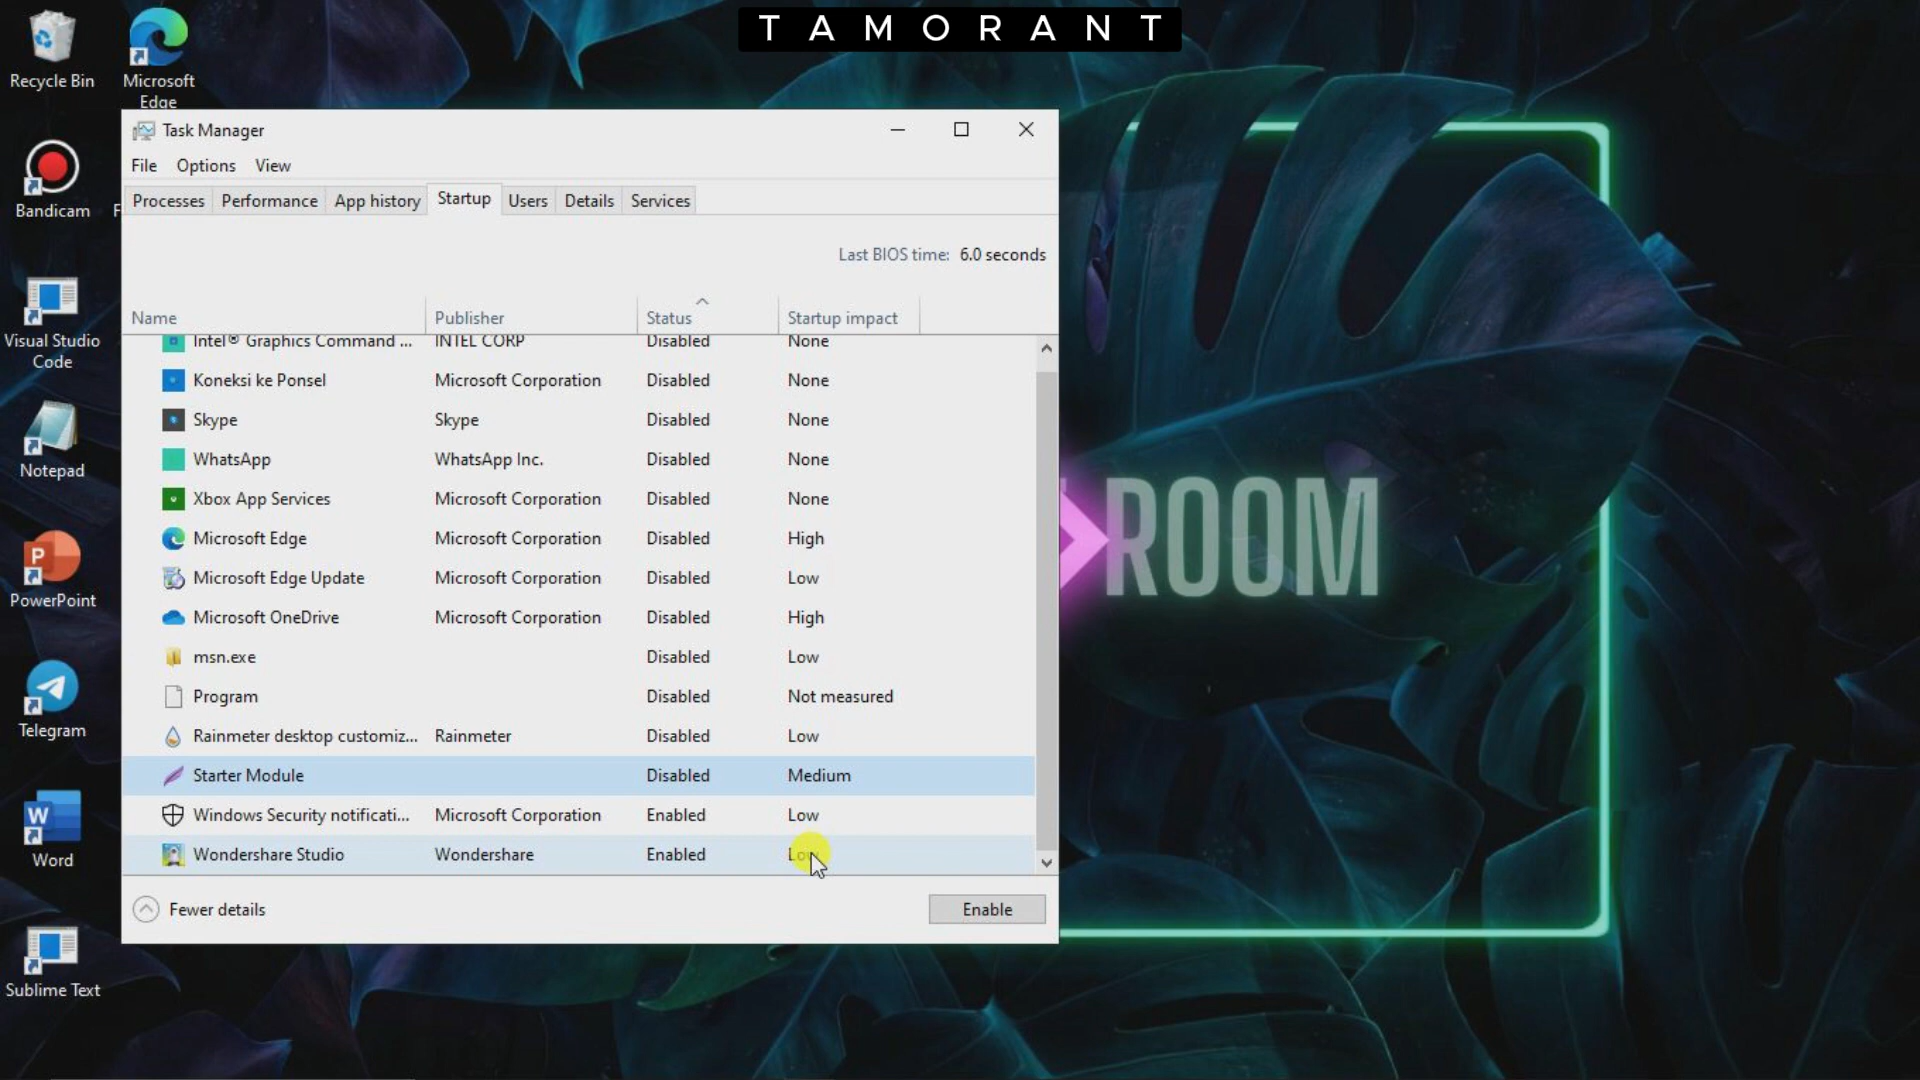 TAMORANT
Recycle Bin
Microsoft
Edge
Bandicam
Visual Studio
Code
Notepad
PowerPoint
Telegram
Word
Sublime Text
Task Manager
File Options View
Processes Performance App history Startup Users Details Services
Last BIOS time: 6.0 seconds
Name Publisher Status Startup impact
Intel® Graphics Command ... INTEL CORP Disabled None
Koneksi ke Ponsel Microsoft Corporation Disabled None
Skype Skype Disabled None
WhatsApp WhatsApp Inc. Disabled None
Xbox App Services Microsoft Corporation Disabled None
Microsoft Edge Microsoft Corporation Disabled High
Microsoft Edge Update Microsoft Corporation Disabled Low
Microsoft OneDrive Microsoft Corporation Disabled High
msn.exe Disabled Low
Program Disabled Not measured
Rainmeter desktop customiz... Rainmeter Disabled Low
Starter Module Disabled Medium
Windows Security notificati... Microsoft Corporation Enabled Low
Wondershare Studio Wondershare Enabled Low
Fewer details Enable
ROOM